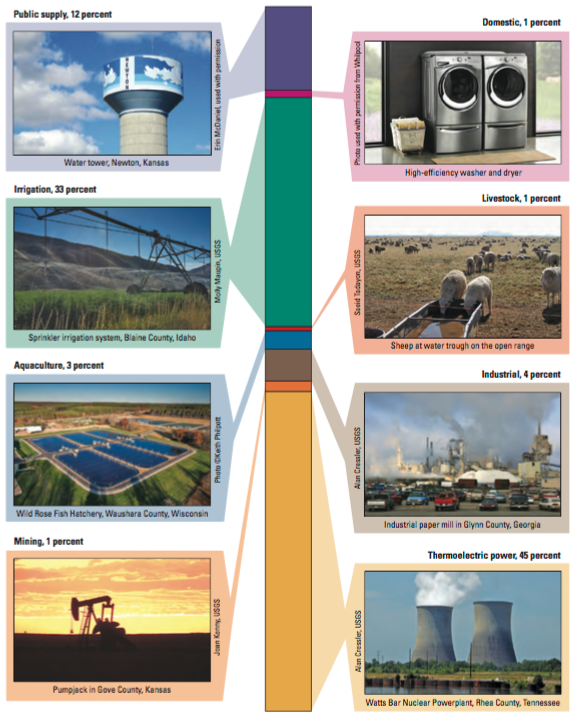 Public supply, 12 percent
Erin McDaniel, used with permission
Water tower, Newton, Kansas
NEWTON
Domestic, 1 percent
Photo used with permission from Whilpool
High-efficiency washer and dryer
Irrigation, 33 percent
Molly Maupin, USGS
Sprinkler irrigation system, Blaine County, Idaho
Livestock, 1 percent
Sheep at water trough on the open range
Aquaculture, 3 percent
Photo ©Keith Philpott
Wild Rose Fish Hatchery, Waushara County, Wisconsin
Industrial, 4 percent
Alan Cressler, USGS
Industrial paper mill in Glynn County, Georgia
Mining, 1 percent
Joan Kenny, USGS
Pumpjack in Gove County, Kansas
Thermoelectric power, 45 percent
Alan Cressler, USGS
Watts Bar Nuclear Powerplant, Rhea County, Tennessee